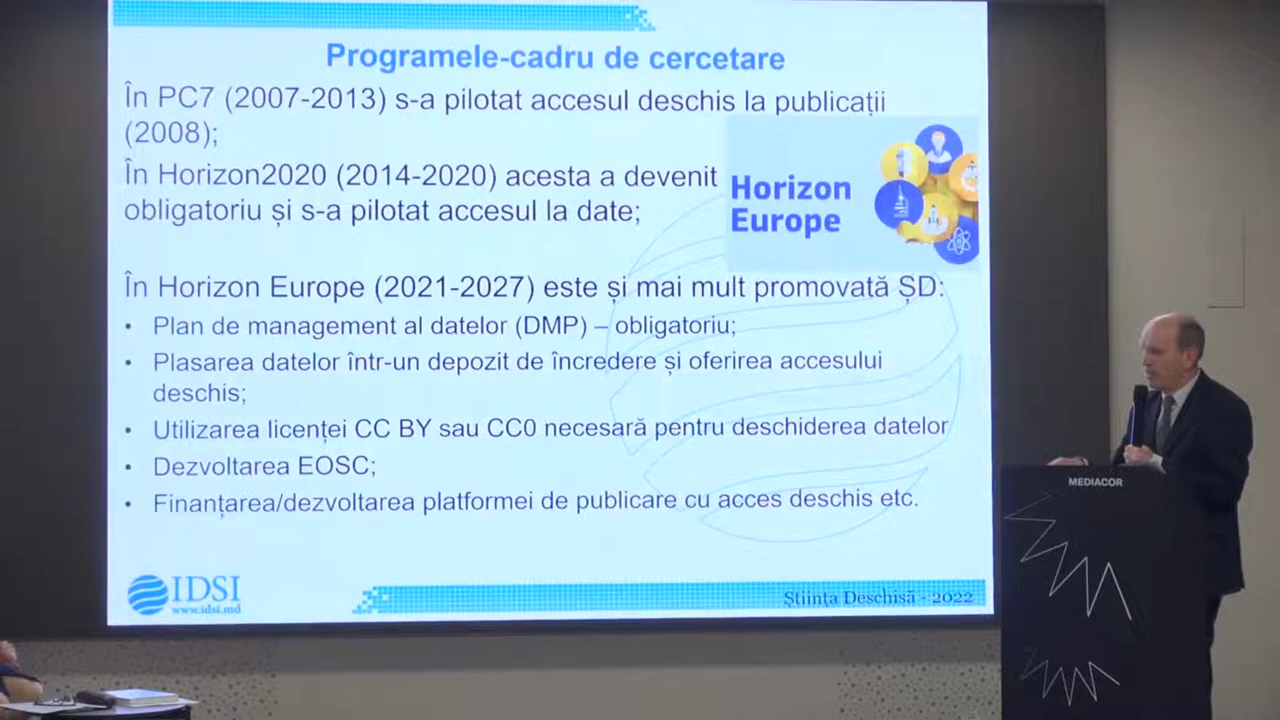 Programele-cadru de cercetare
În PC7 (2007-2013) s-a pilotat accesul deschis la publicații
(2008);
În Horizon2020 (2014-2020) acesta a devenit
obligatoriu și s-a pilotat accesul la date;
Horizon
Europe
În Horizon Europe (2021-2027) este și mai mult promovată ȘD:
• Plan de management al datelor (DMP) – obligatoriu;
• Plasarea datelor într-un depozit de încredere și oferirea accesului
deschis;
• Utilizarea licenței CC BY sau CC0 necesară pentru deschiderea datelor
• Dezvoltarea EOSC;
• Finanțarea/dezvoltarea platformei de publicare cu acces deschis etc.
IDSI
www.idsi.md
Știința Deschisă - 2022
MEDIACOR